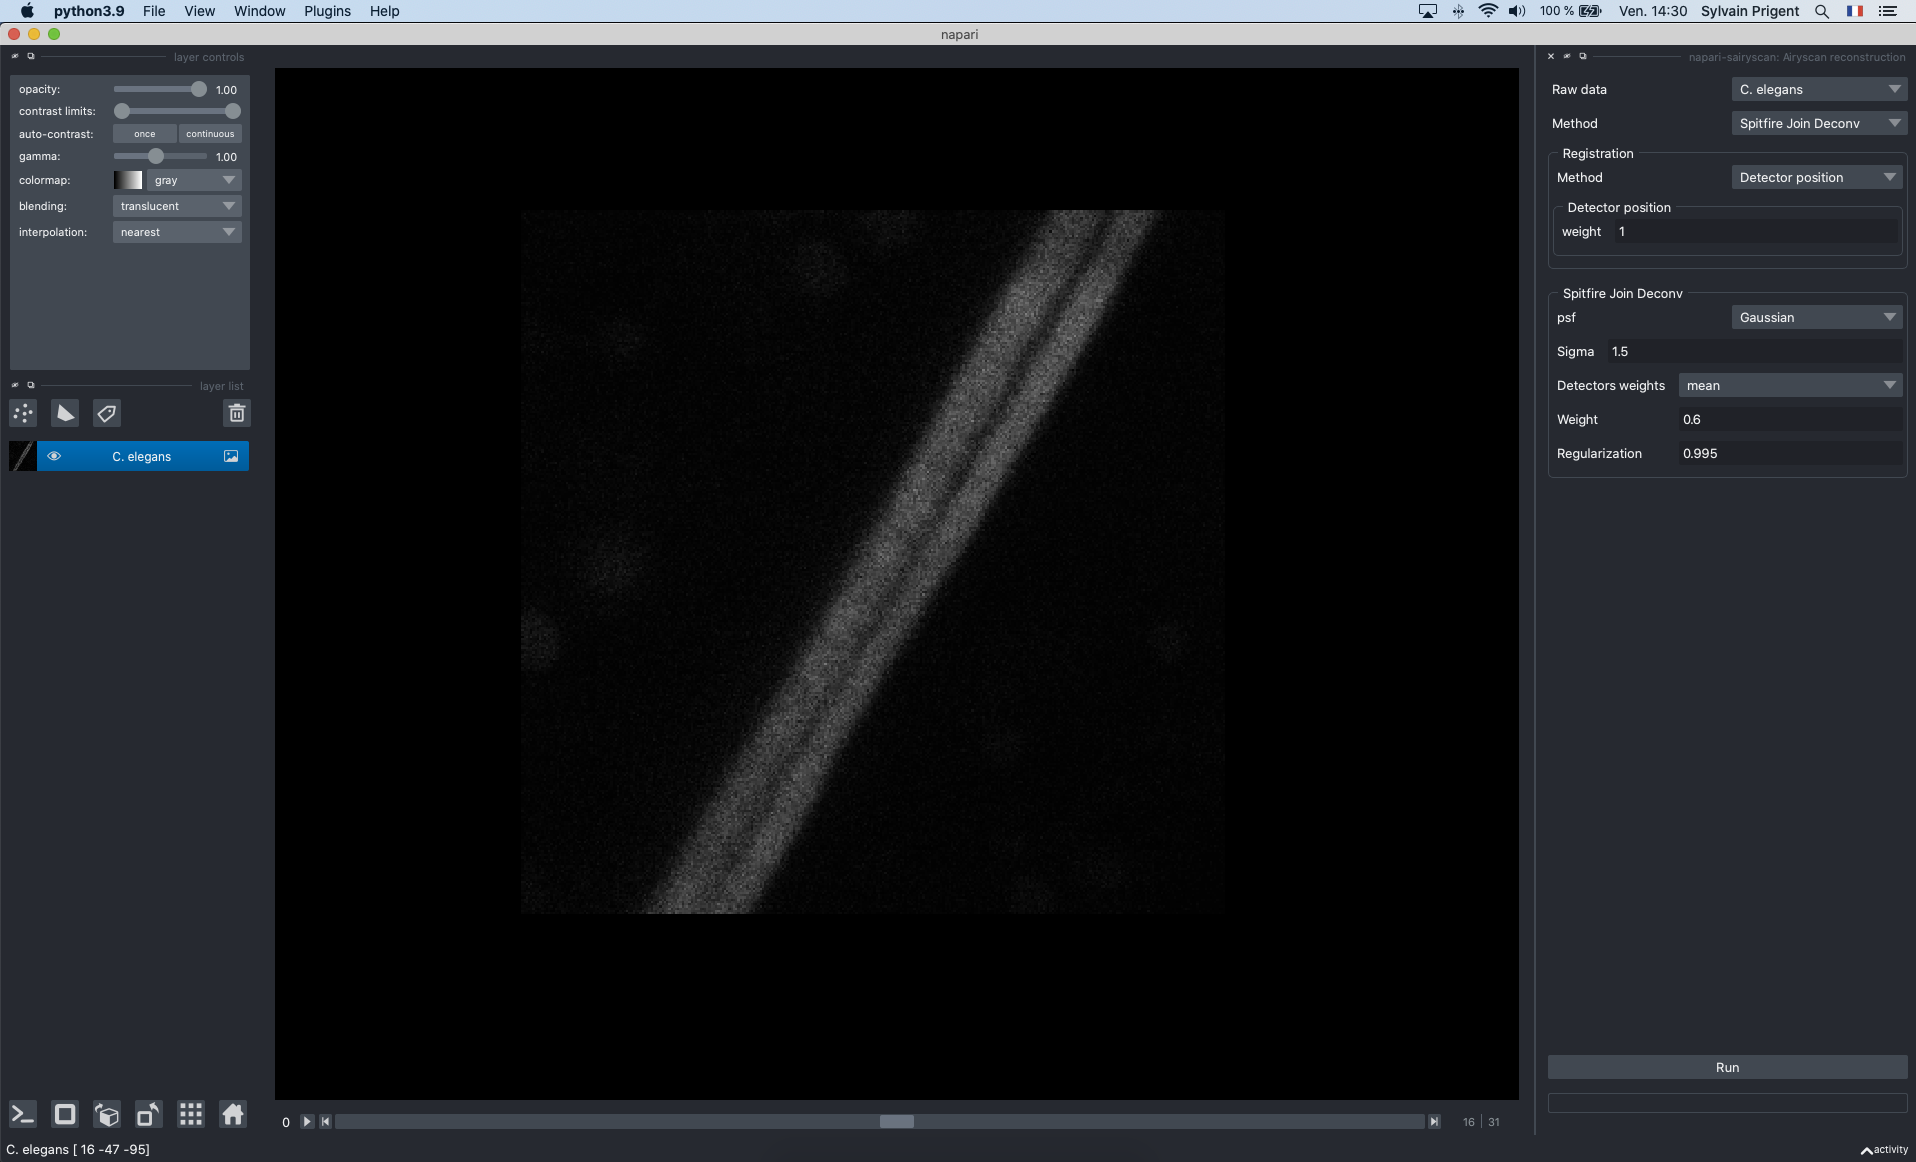 python3.9 File View Window Plugins Help 100 % Ven. 14:30 Sylvain Prigent
napari
layer controls
opacity: 1.00
contrast limits:
auto-contrast: once continuous
gamma: 1.00
colormap: gray
blending: translucent
interpolation: nearest
layer list
C. elegans
0 16 31
C. elegans [ 16 -47 -95]
napari-sairyscan: Airyscan reconstruction
Raw data C. elegans
Method Spitfire Join Deconv
Registration
Method Detector position
Detector position
weight 1
Spitfire Join Deconv
psf Gaussian
Sigma 1.5
Detectors weights mean
Weight 0.6
Regularization 0.995
Run
activity